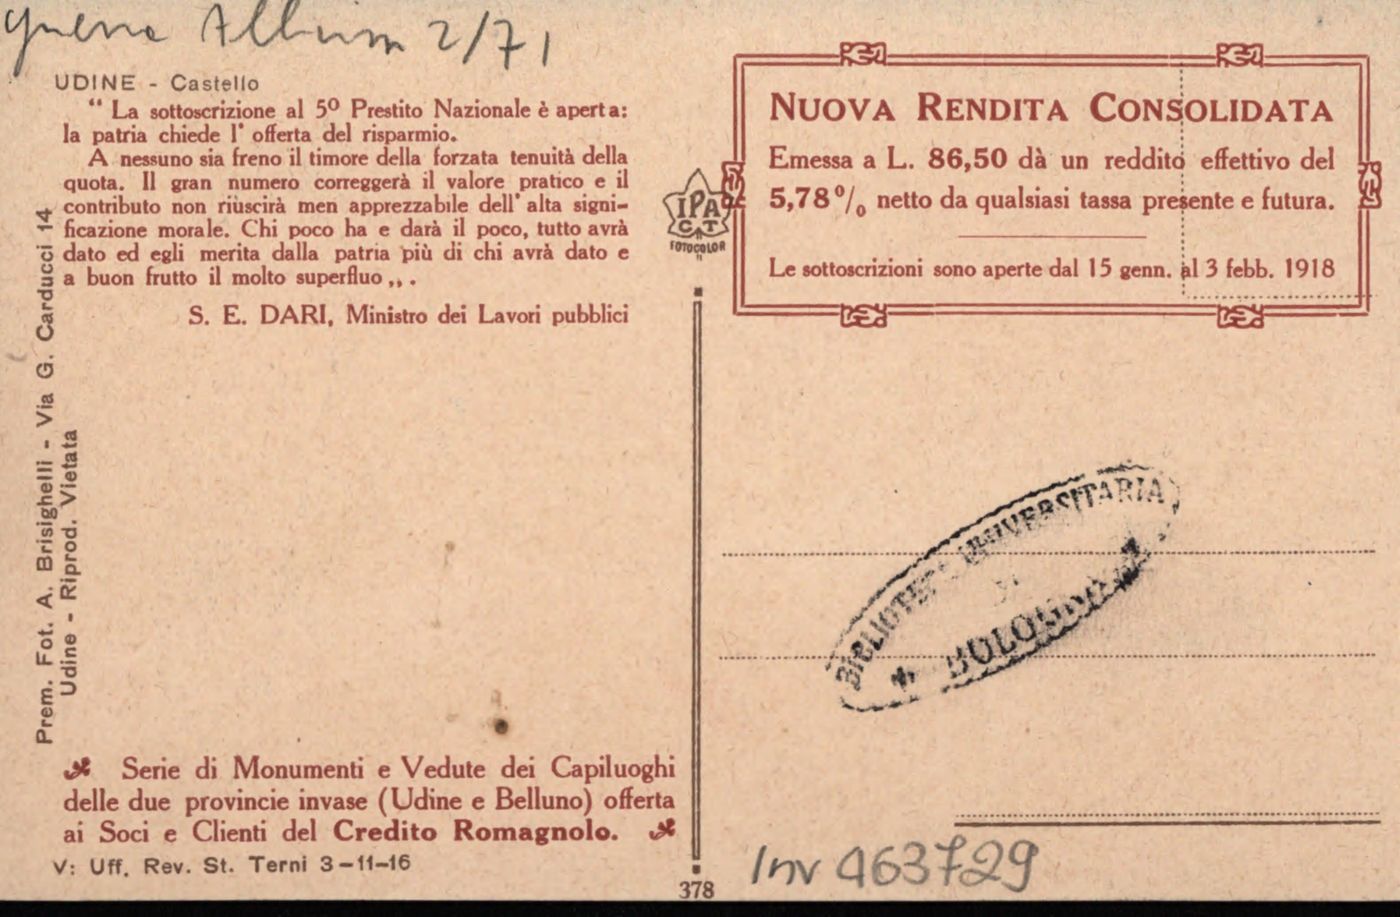 guerra Album 2/71
UDINE - Castello
“ La sottoscrizione al 5º Prestito Nazionale è aperta:
la patria chiede l' offerta del risparmio.
A nessuno sia freno il timore della forzata tenuità della
quota. Il gran numero correggerà il valore pratico e il
contributo non riùscirà men apprezzabile dell' alta signi-
ficazione morale. Chi poco ha e darà il poco, tutto avrà
dato ed egli merita dalla patria più di chi avrà dato e
a buon frutto il molto superfluo „ .
S. E. DARI, Ministro dei Lavori pubblici
Prem. Fot. A. Brisighelli - Via G. Carducci 14
Udine - Riprod. Vietata
Serie di Monumenti e Vedute dei Capiluoghi
delle due provincie invase (Udine e Belluno) offerta
ai Soci e Clienti del Credito Romagnolo.
V: Uff. Rev. St. Terni 3-11-16
IPA
CT
FOTOCOLOR
378
NUOVA RENDITA CONSOLIDATA
Emessa a L. 86,50 dà un reddito effettivo del
5,78% netto da qualsiasi tassa presente e futura.
Le sottoscrizioni sono aperte dal 15 genn. al 3 febb. 1918
BIBLIOTECA UNIVERSITARIA
BOLOGNA
Inv 463729